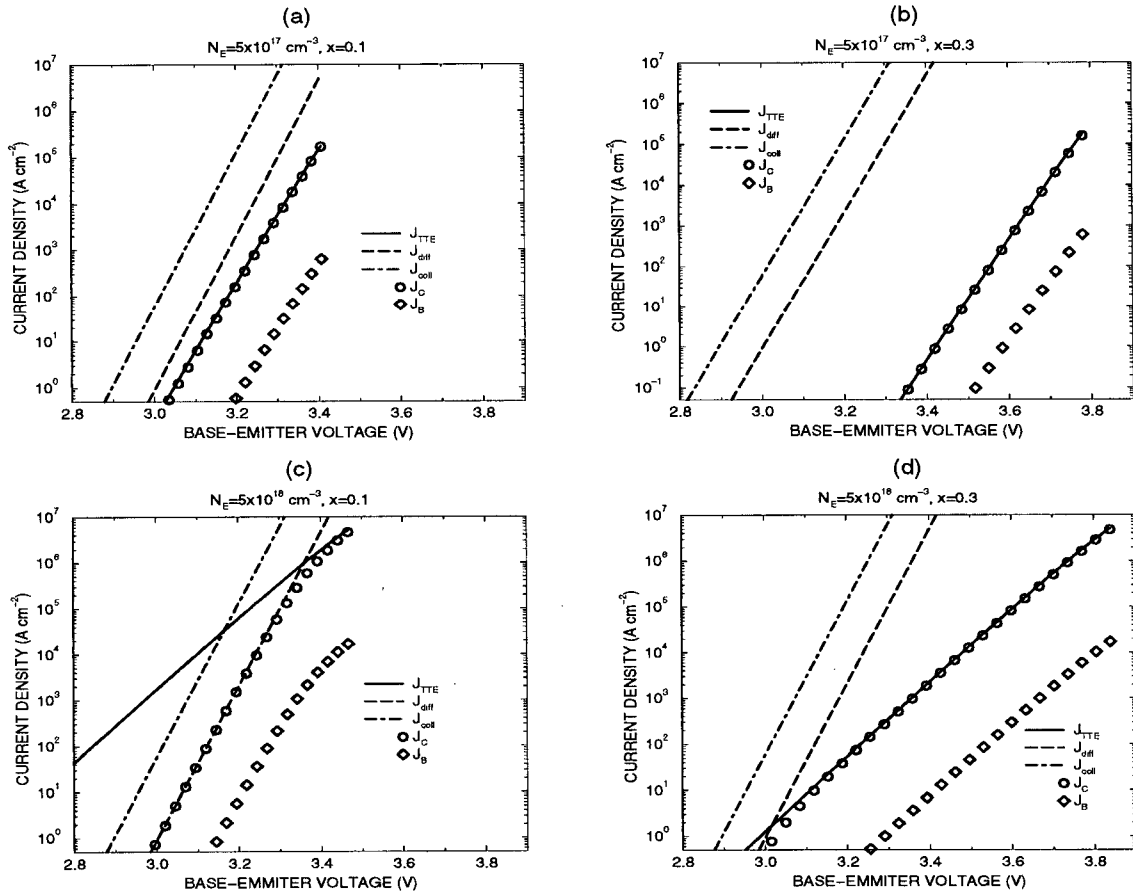 (a)
N_E=5x10^17 cm^-3, x=0.1
CURRENT DENSITY (A cm^-2)
10^7
10^6
10^5
10^4
10^3
10^2
10^1
10^0
J_TTE
J_diff
J_coll
J_C
J_B
2.8 3.0 3.2 3.4 3.6 3.8
BASE-EMITTER VOLTAGE (V)
(b)
N_E=5x10^17 cm^-3, x=0.3
CURRENT DENSITY (A cm^-2)
10^7
10^6
10^5
10^4
10^3
10^2
10^1
10^0
10^-1
J_TTE
J_diff
J_coll
J_C
J_B
2.8 3.0 3.2 3.4 3.6 3.8
BASE-EMMITER VOLTAGE (V)
(c)
N_E=5x10^18 cm^-3, x=0.1
CURRENT DENSITY (A cm^-2)
10^7
10^6
10^5
10^4
10^3
10^2
10^1
10^0
J_TTE
J_diff
J_coll
J_C
J_B
2.8 3.0 3.2 3.4 3.6 3.8
BASE-EMMITER VOLTAGE (V)
(d)
N_E=5x10^18 cm^-3, x=0.3
CURRENT DENSITY (A cm^-2)
10^7
10^6
10^5
10^4
10^3
10^2
10^1
10^0
J_TTE
J_diff
J_coll
J_C
J_B
2.8 3.0 3.2 3.4 3.6 3.8
BASE-EMMITER VOLTAGE (V)